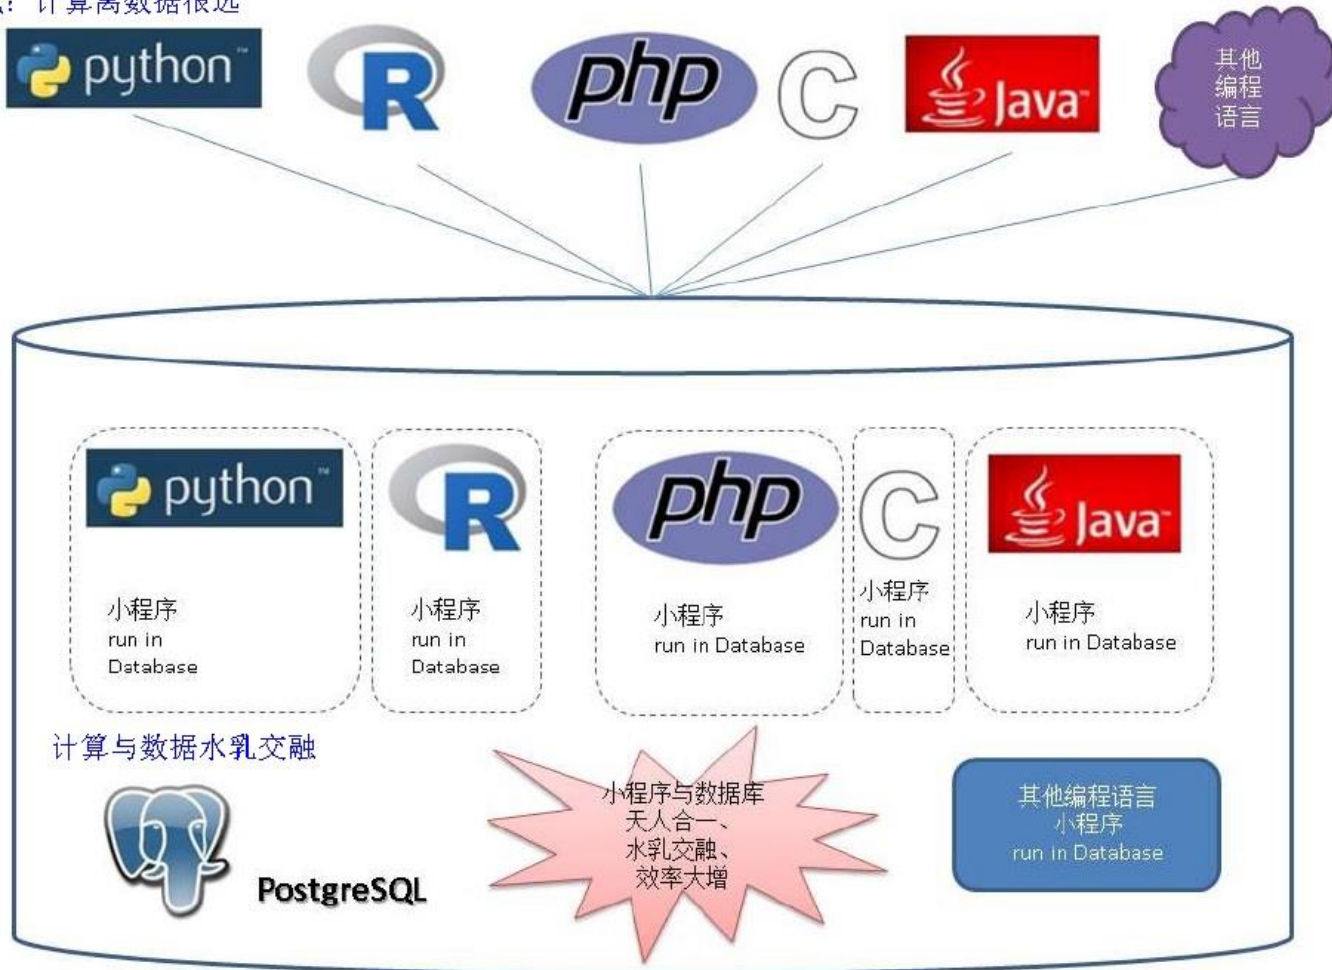 计算离数据很远
python™
R
php
C
Java™
其他
编程
语言
python™
R
php
C
Java™
小程序
run in
Database
小程序
run in
Database
小程序
run in Database
小程序
run in
Database
小程序
run in Database
计算与数据水乳交融
PostgreSQL
小程序与数据库
天人合一、
水乳交融、
效率大增
其他编程语言
小程序
run in Database